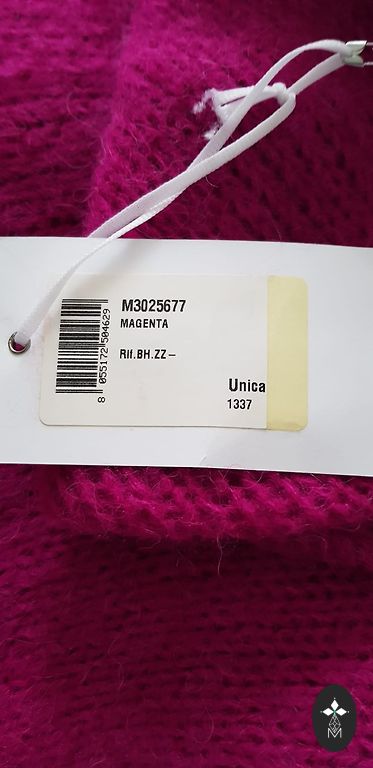 M3025677
MAGENTA
Rif.BH.ZZ-
Unica
1337
8 055172 504629
M